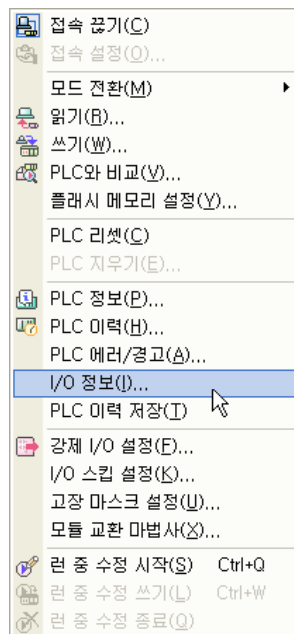 접속 끊기(C)
접속 설정(O)...
모드 전환(M)
읽기(R)...
쓰기(W)...
PLC와 비교(V)...
플래시 메모리 설정(Y)...
PLC 리셋(C)
PLC 지우기(E)...
PLC 정보(P)...
PLC 이력(H)...
PLC 에러/경고(A)...
I/O 정보(I)...
PLC 이력 저장(T)
강제 I/O 설정(F)...
I/O 스킵 설정(K)...
고장 마스크 설정(U)...
모듈 교환 마법사(X)...
런 중 수정 시작(S) Ctrl+Q
런 중 수정 쓰기(L) Ctrl+W
런 중 수정 종료(Q)